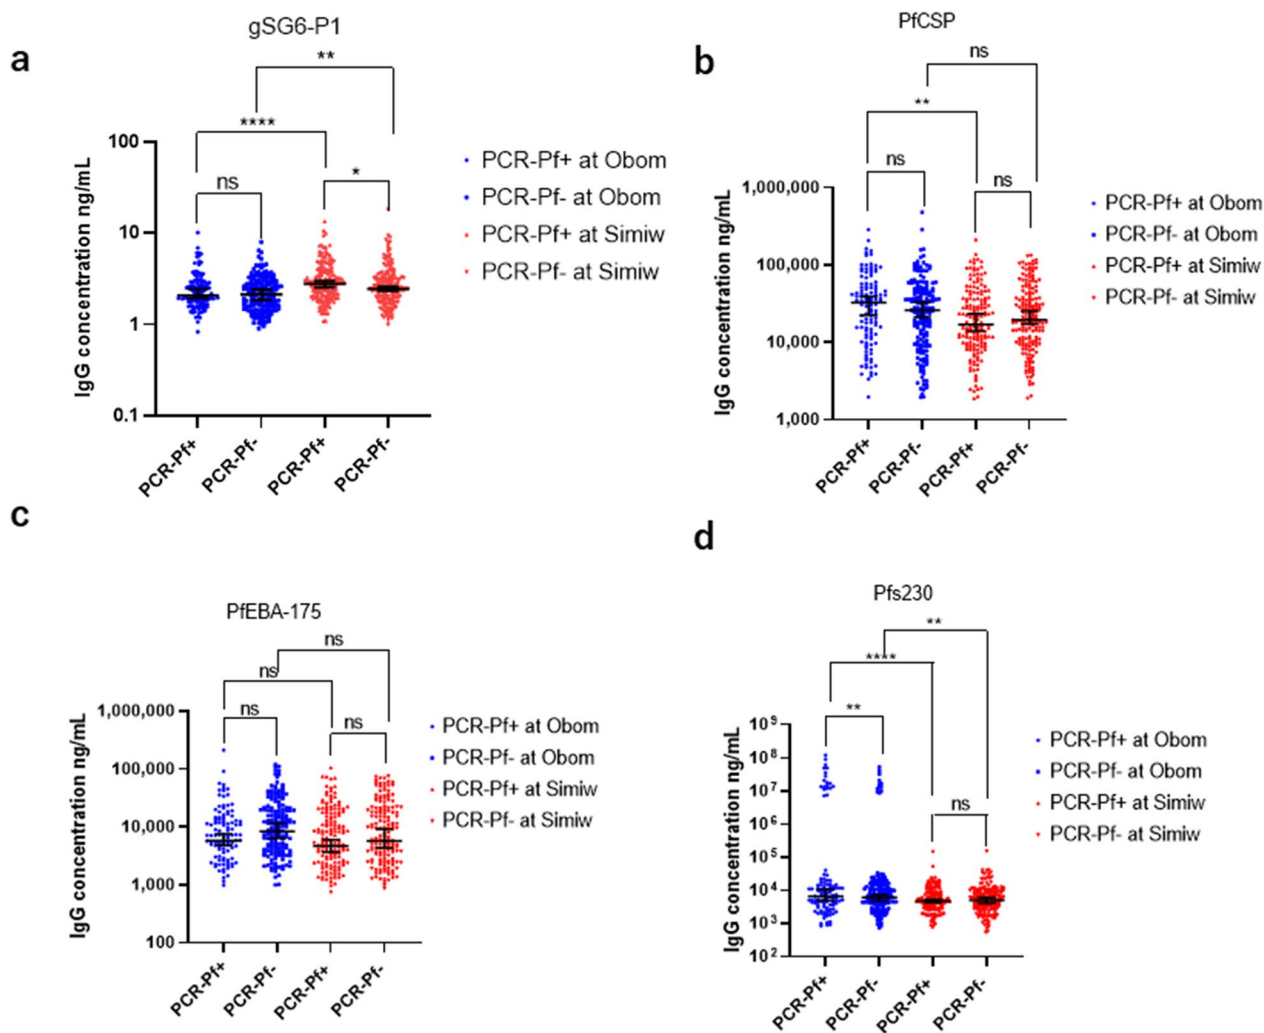 a
gSG6-P1
**
****
*
ns
100
10
1
0.1
IgG concentration ng/mL
PCR-Pf+
PCR-Pf-
PCR-Pf+
PCR-Pf-
PCR-Pf+ at Obom
PCR-Pf- at Obom
PCR-Pf+ at Simiw
PCR-Pf- at Simiw
b
PfCSP
ns
**
ns
ns
1,000,000
100,000
10,000
1,000
IgG concentration ng/mL
PCR-Pf+
PCR-Pf-
PCR-Pf+
PCR-Pf-
PCR-Pf+ at Obom
PCR-Pf- at Obom
PCR-Pf+ at Simiw
PCR-Pf- at Simiw
c
PfEBA-175
ns
ns
ns
ns
1,000,000
100,000
10,000
1,000
100
IgG concentration ng/mL
PCR-Pf+
PCR-Pf-
PCR-Pf+
PCR-Pf-
PCR-Pf+ at Obom
PCR-Pf- at Obom
PCR-Pf+ at Simiw
PCR-Pf- at Simiw
d
Pfs230
**
****
**
ns
10⁹
10⁸
10⁷
10⁶
10⁵
10⁴
10³
10²
IgG concentration ng/mL
PCR-Pf+
PCR-Pf-
PCR-Pf+
PCR-Pf-
PCR-Pf+ at Obom
PCR-Pf- at Obom
PCR-Pf+ at Simiw
PCR-Pf- at Simiw